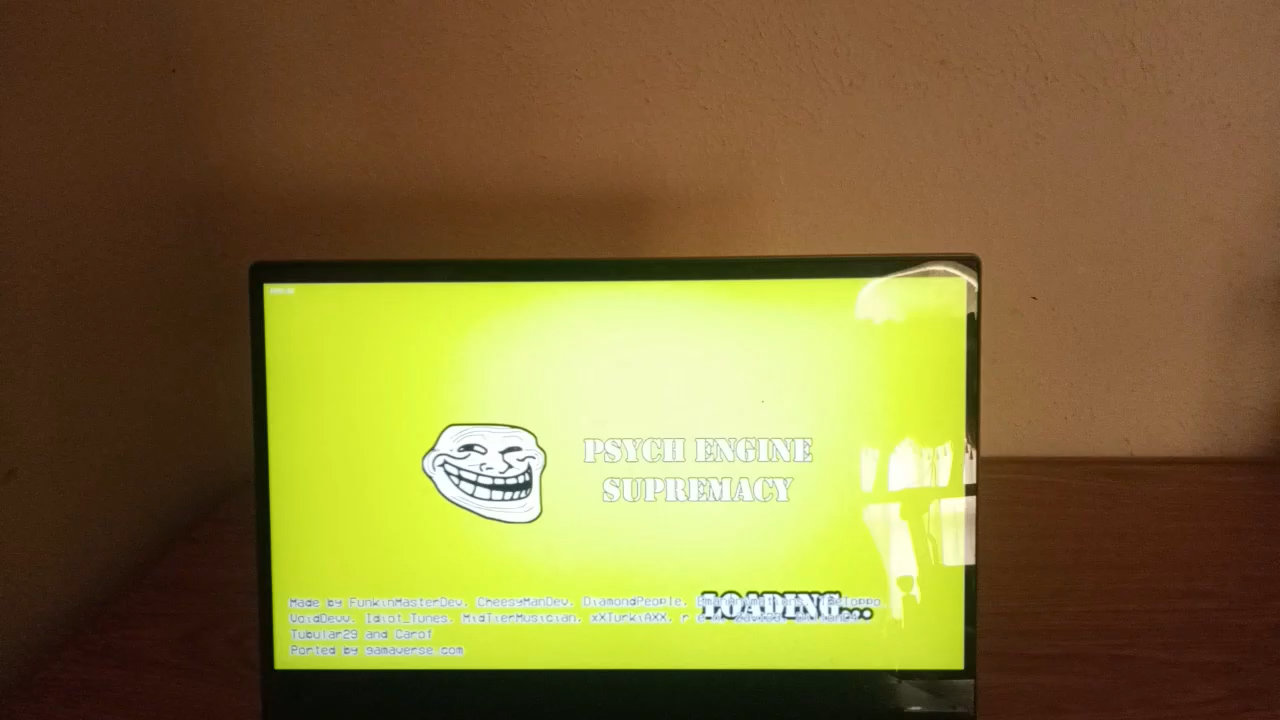 PSYCH ENGINE
SUPREMACY
LOADING...
Made by FunkinMasterDev, CheesyManDev, DiamondPeople,
VoidDevv, Idiot_Tunes, MidTierMusician, xXTurkiAXX,
Tubular29 and Carof
Ported by gamaverse.com